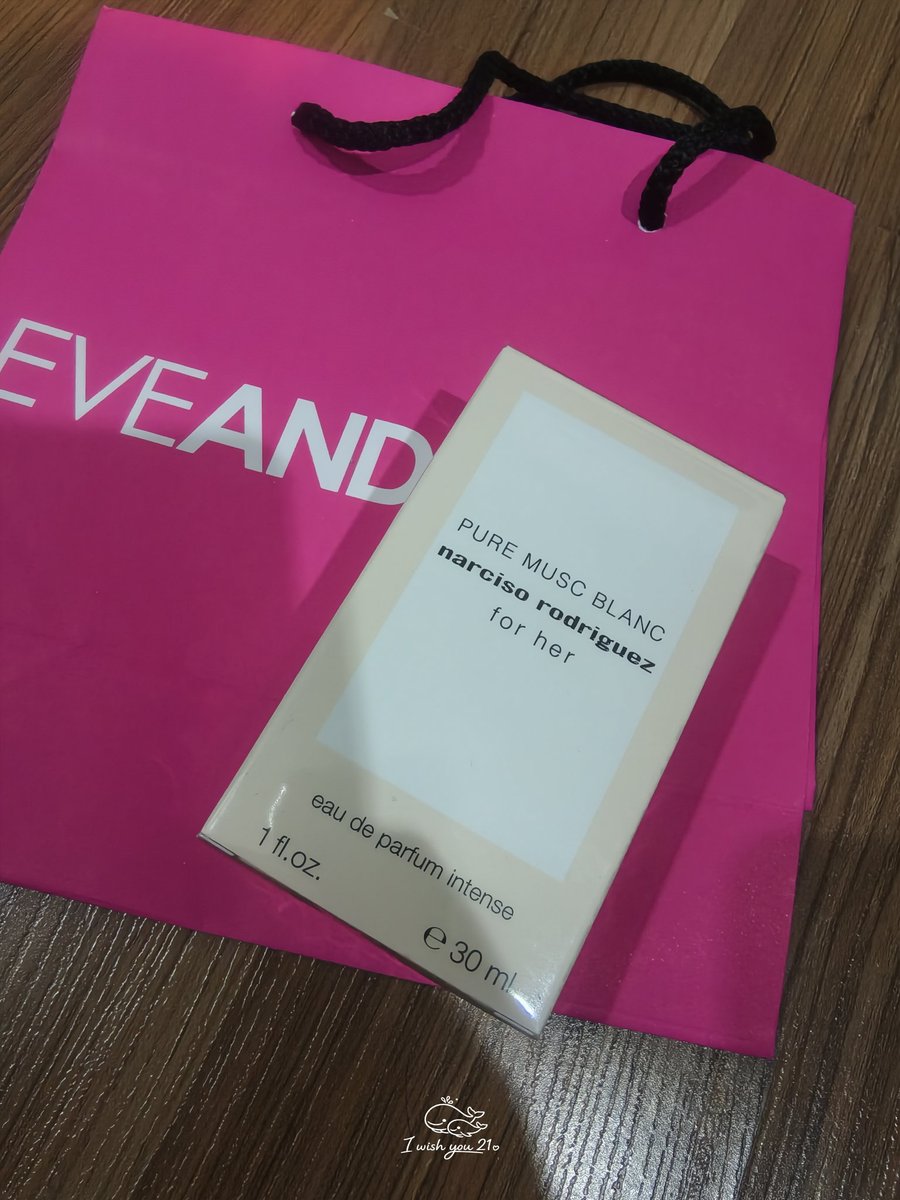 EVEAND
PURE MUSC BLANC
narciso rodriguez
for her
eau de parfum intense
1 fl.oz.
℮ 30 ml
I wish you 21